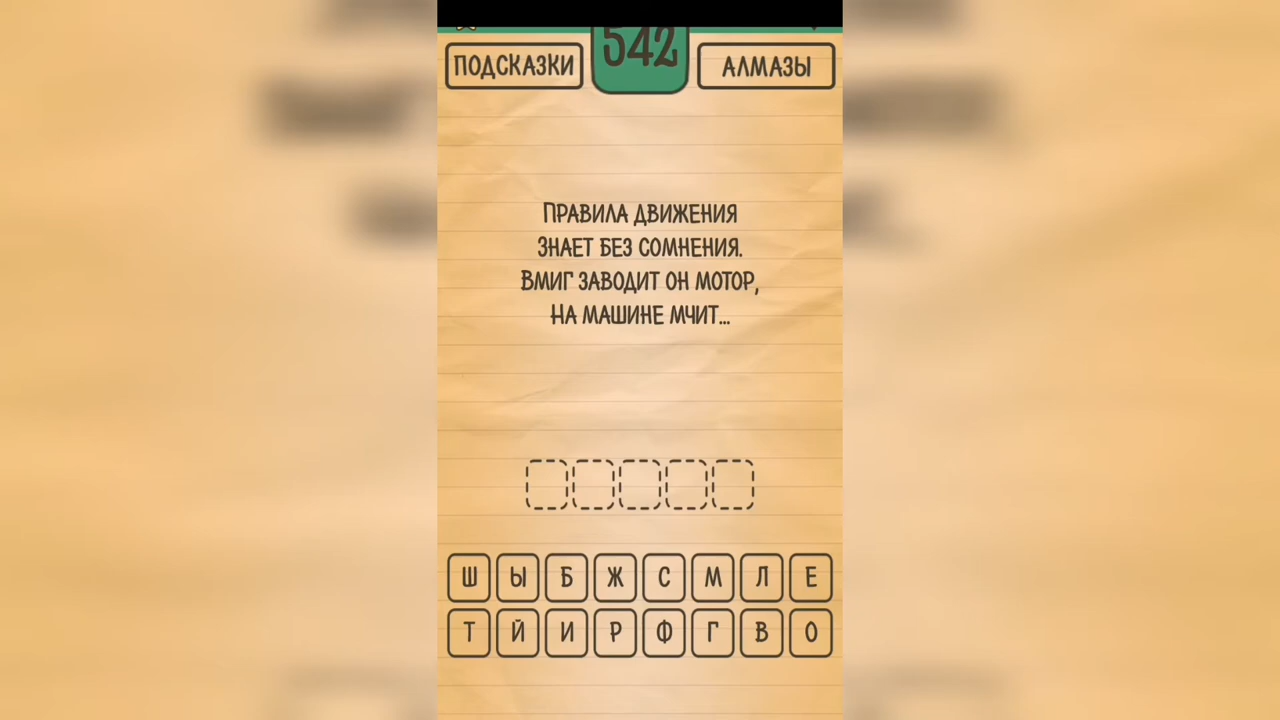 542
ПОДСКАЗКИ
АЛМАЗЫ
ПРАВИЛА ДВИЖЕНИЯ
ЗНАЕТ БЕЗ СОМНЕНИЯ.
ВМИГ ЗАВОДИТ ОН МОТОР,
НА МАШИНЕ МЧИТ...
Ш Ы Б Ж С М Л Е
Т Й И Р Ф Г В О